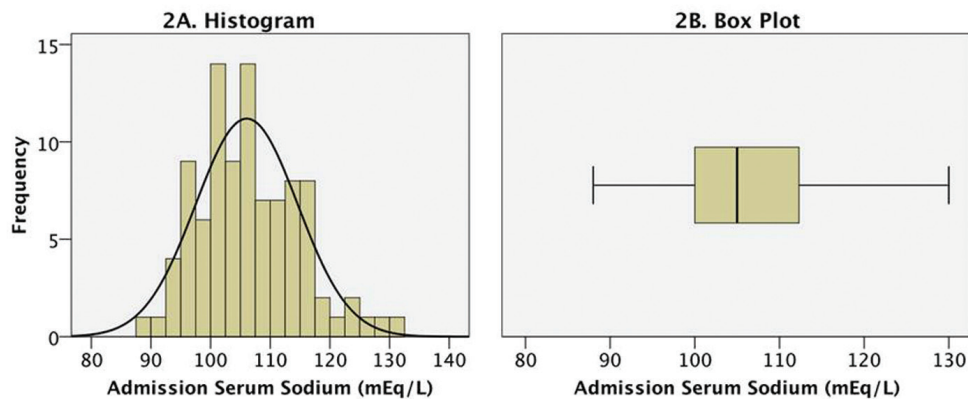 2A. Histogram
15
10
5
0
Frequency
80 90 100 110 120 130 140
Admission Serum Sodium (mEq/L)
2B. Box Plot
80 90 100 110 120 130
Admission Serum Sodium (mEq/L)